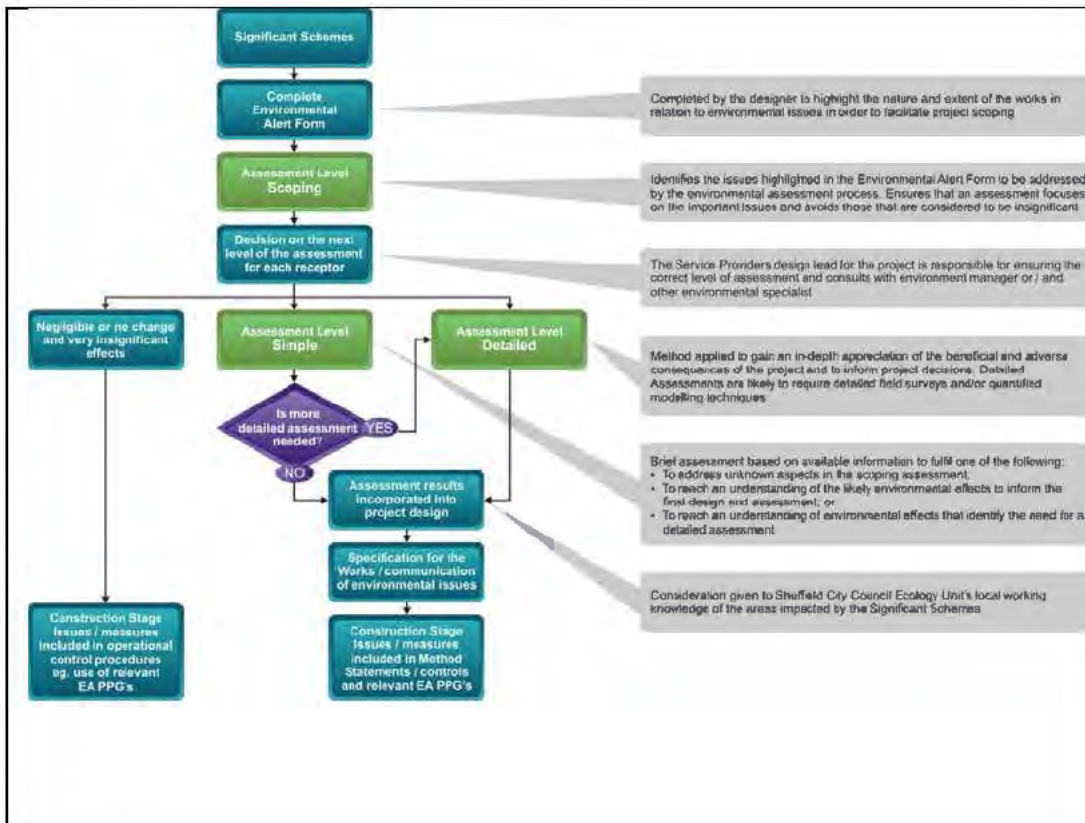 Significant Schemes
Complete
Environmental
Alert Form
Completed by the designer to highlight the nature and extent of the works in
relation to environmental issues in order to facilitate project scoping
Assessment Level
Scoping
Identifies the issues highlighted in the Environmental Alert Form to be addressed
by the environmental assessment process. Ensures that an assessment focuses
on the important issues and avoids those that are considered to be insignificant
Decision on the next
level of the assessment
for each receptor
The Service Providers design lead for the project is responsible for ensuring the
correct level of assessment and consults with environment manager or / and
other environmental specialist
Negligible or no change
and very insignificant
effects
Assessment Level
Simple
Assessment Level
Detailed
Method applied to gain an in-depth appreciation of the beneficial and adverse
consequences of the project and to inform project decisions. Detailed
Assessments are likely to require detailed field surveys and/or quantified
modelling techniques
Is more
detailed assessment
needed?
YES
NO
Brief assessment based on available information to fulfil one of the following:
• To address unknown aspects in the scoping assessment;
• To reach an understanding of the likely environmental effects to inform the
final design and assessment; or
• To reach an understanding of environmental effects that identify the need for a
detailed assessment
Assessment results
incorporated into
project design
Specification for the
Works / communication
of environmental issues
Consideration given to Sheffield City Council Ecology Unit's local working
knowledge of the areas impacted by the Significant Schemes
Construction Stage
Issues / measures
included in operational
control procedures
eg. use of relevant
EA PPG's
Construction Stage
Issues / measures
included in Method
Statements / controls
and relevant EA PPG's